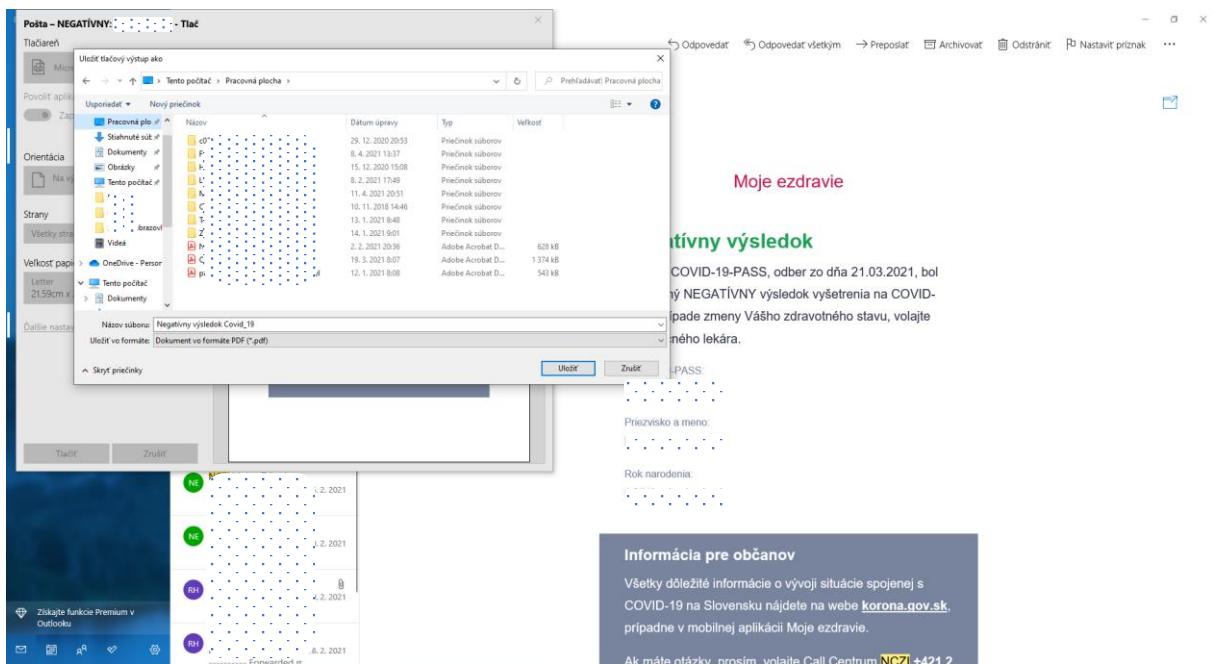 Pošta – NEGATÍVNY: - Tlač
Tlačiareň
Povoliť
Orientácia
Strany
Všetky
Veľkosť
Letter
21.59cm x
Ďalšie
Tlačiť
Zrušiť
Uložiť tlačový výstup ako
Tento počítač > Pracovná plocha >
Prehľadávať: Pracovná plocha
Usporiadať
Nový priečinok
Pracovná
Stiahnuté
Dokumenty
Obrázky
Tento počítač
Videá
OneDrive -
Tento počítač
Dokumenty
Názov
Dátum úpravy
Typ
Veľkosť
29. 12. 2020 20:53 Priečinok súborov
8. 4. 2021 13:37 Priečinok súborov
15. 12. 2020 15:08 Priečinok súborov
8. 2. 2021 17:49 Priečinok súborov
11. 4. 2021 20:51 Priečinok súborov
10. 11. 2018 14:46 Priečinok súborov
13. 1. 2021 8:48 Priečinok súborov
14. 1. 2021 9:01 Priečinok súborov
2. 2. 2021 20:36 Adobe Acrobat D... 628 kB
19. 3. 2021 8:07 Adobe Acrobat D... 1 374 kB
12. 1. 2021 8:08 Adobe Acrobat D... 543 kB
Názov súboru: Negatívny výsledok Covid_19
Uložiť vo formáte: Dokument vo formáte PDF (*.pdf)
Skryť priečinky
Uložiť
Zrušiť
Odpovedať
Odpovedať všetkým
Preposlať
Archivovať
Odstrániť
Nastaviť príznak
Moje ezdravie
výsledok
COVID-19-PASS, odber zo dňa 21.03.2021, bol
NEGATÍVNY výsledok vyšetrenia na COVID-
zmeny Vášho zdravotného stavu, volajte
lekára.
-PASS:
Priezvisko a meno:
Rok narodenia:
Informácia pre občanov
Všetky dôležité informácie o vývoji situácie spojenej s
COVID-19 na Slovensku nájdete na webe korona.gov.sk,
prípadne v mobilnej aplikácii Moje ezdravie.
Ak máte otázky, prosím, volajte Call Centrum NCZI +421 2
NE
2. 2021
NE
2. 2021
RH
2. 2021
RH
2. 2021
Forwarded
Získajte funkcie Premium v
Outlooku